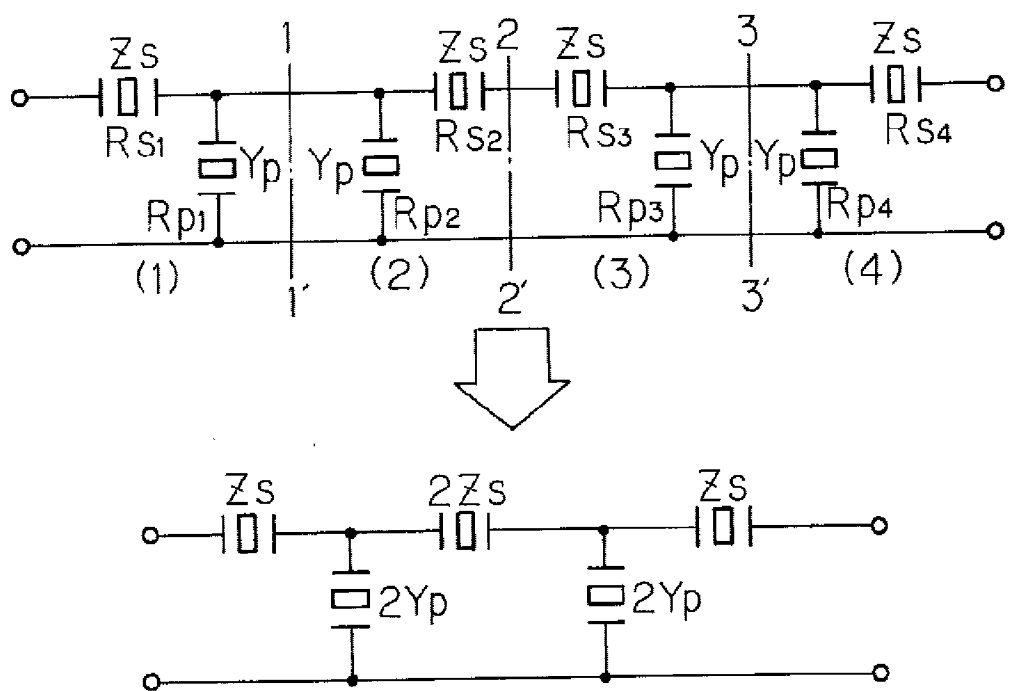 1 2 3
Zs Zs Zs Zs
Rs1 Rs2 Rs3 Rs4
Yp Yp Yp Yp
Rp1 Rp2 Rp3 Rp4
(1) (2) (3) (4)
1' 2' 3'
Zs 2Zs Zs
2Yp 2Yp